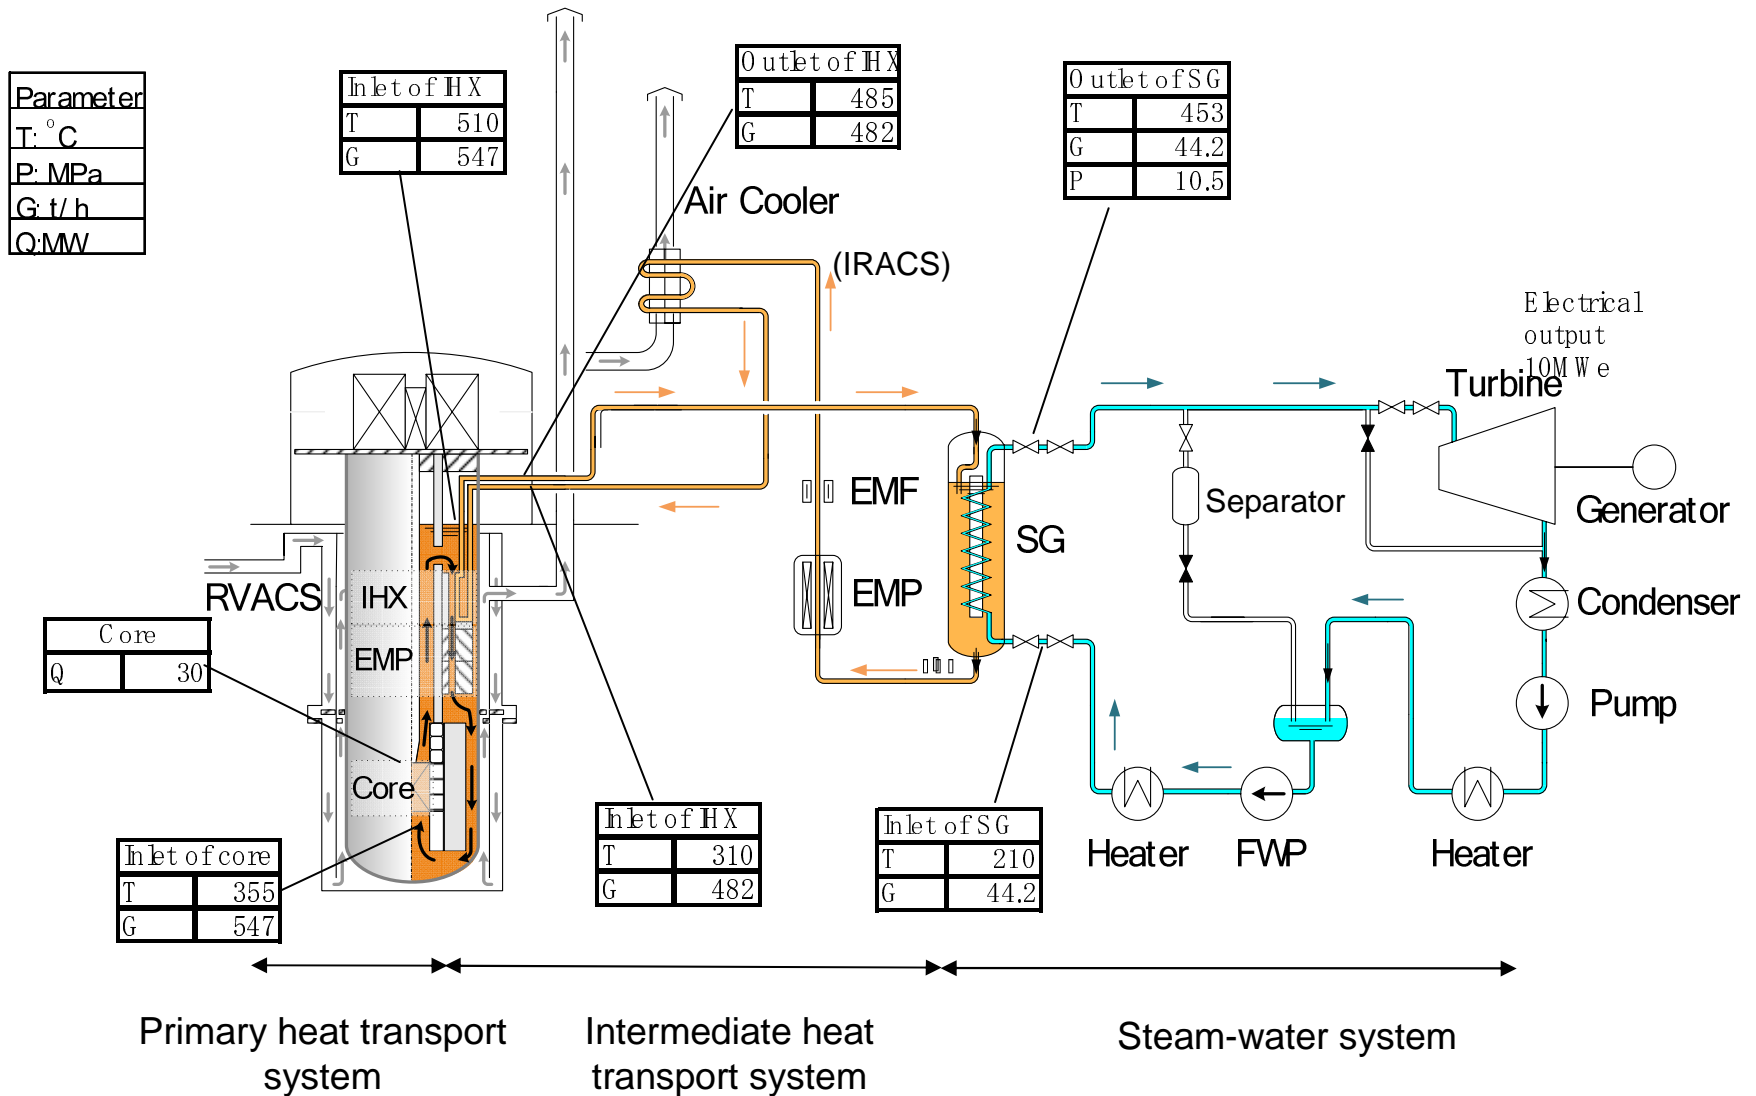 Parameter
T: °C
P: MPa
G: t/h
Q:MW
Inlet of IHX
T 510
G 547
Outlet of IHX
T 485
G 482
Outlet of SG
T 453
G 44.2
P 10.5
Air Cooler
(IRACS)
Electrical
output
10MWe
Turbine
Generator
Separator
EMF
SG
EMP
Condenser
RVACS
IHX
EMP
Core
Q 30
Pump
Core
Inlet of core
T 355
G 547
Inlet of IHX
T 310
G 482
Inlet of SG
T 210
G 44.2
Heater
FWP
Heater
Primary heat transport
system
Intermediate heat
transport system
Steam-water system